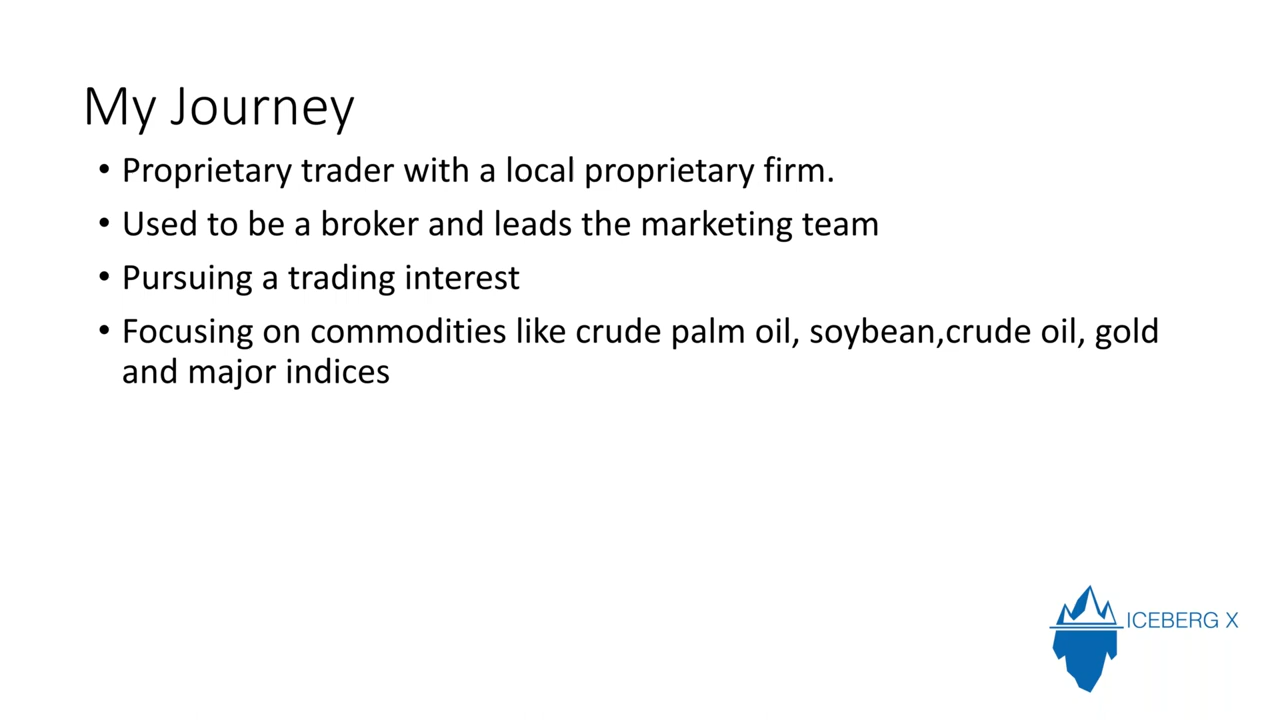 My Journey
• Proprietary trader with a local proprietary firm.
• Used to be a broker and leads the marketing team
• Pursuing a trading interest
• Focusing on commodities like crude palm oil, soybean,crude oil, gold
and major indices
ICEBERG X